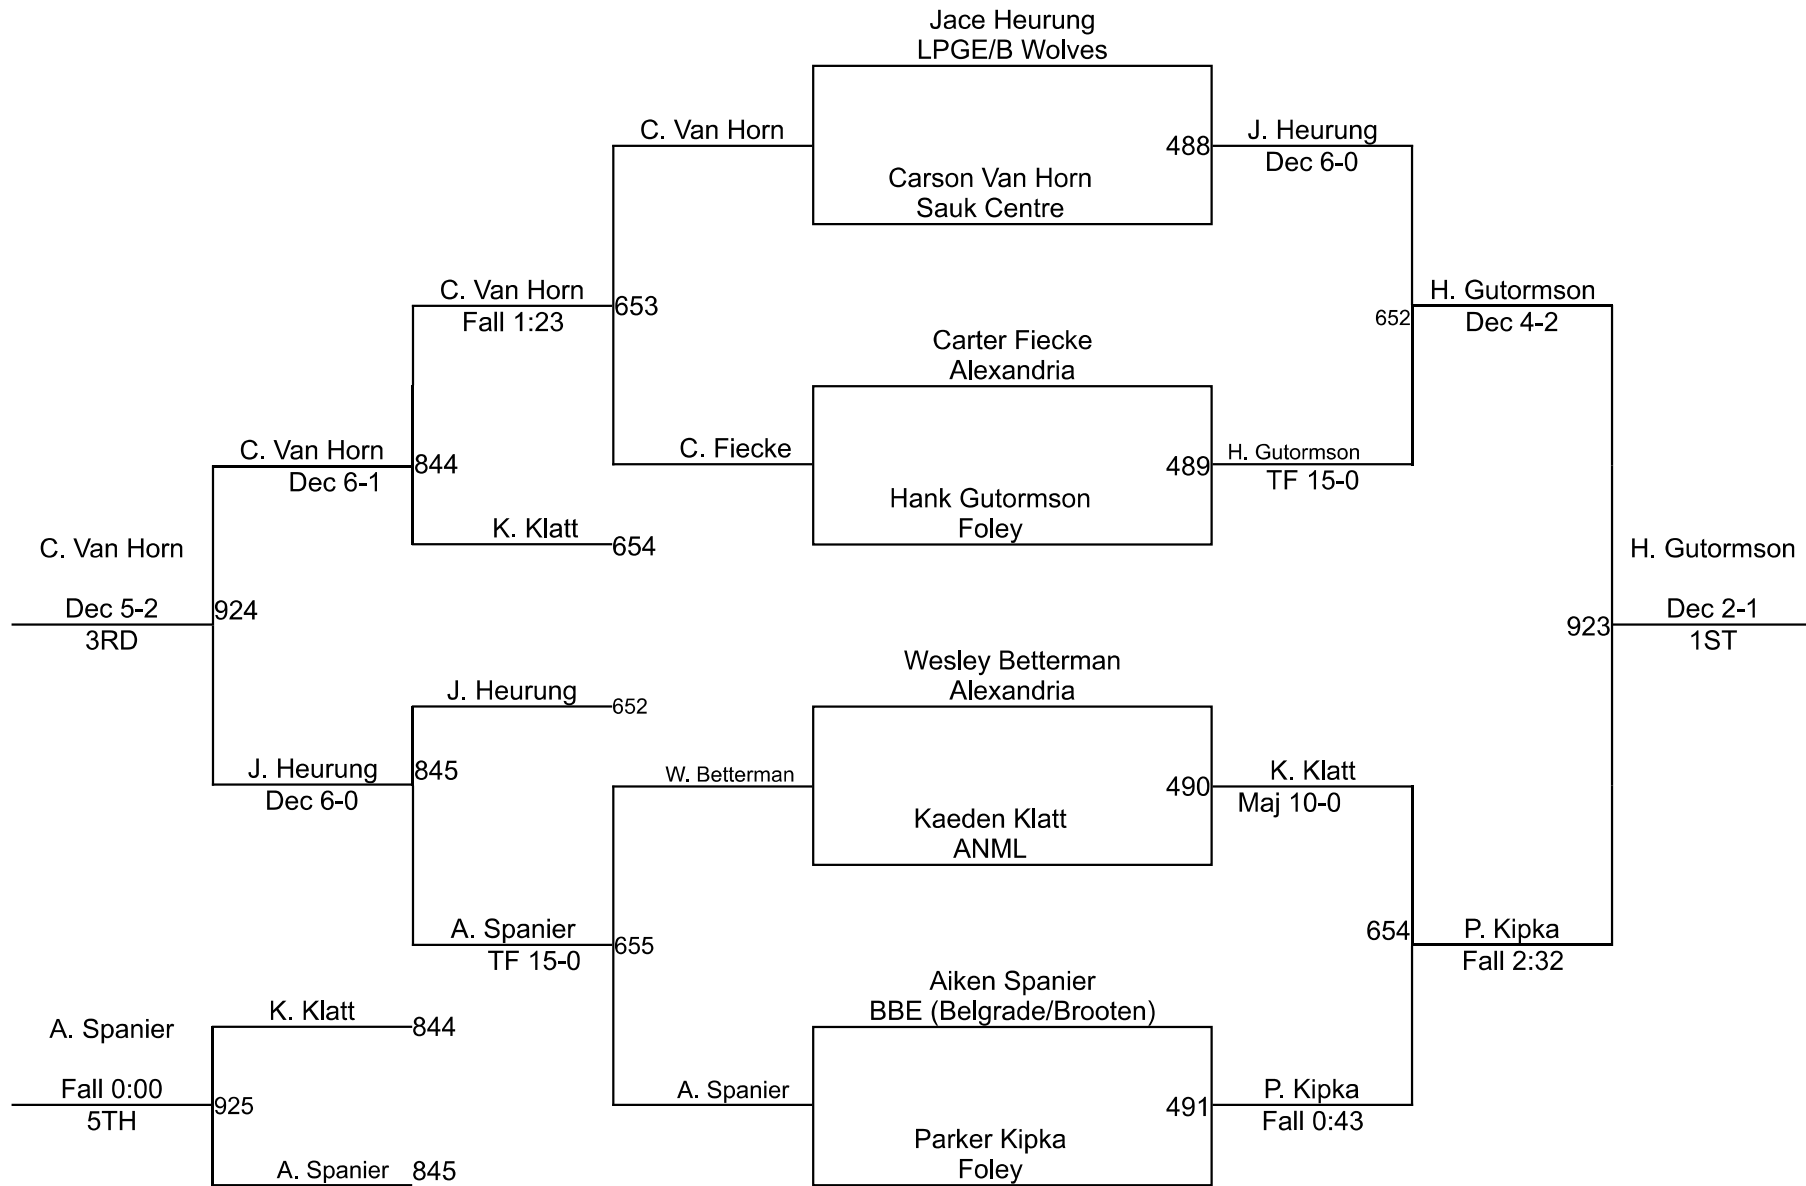 Jace Heurung
LPGE/B Wolves
C. Van Horn
488
J. Heurung
Dec 6-0
Carson Van Horn
Sauk Centre
C. Van Horn
Fall 1:23
653
652
H. Gutormson
Dec 4-2
Carter Fiecke
Alexandria
C. Van Horn
Dec 6-1
844
C. Fiecke
489
H. Gutormson
TF 15-0
Hank Gutormson
Foley
K. Klatt
654
C. Van Horn
Dec 5-2
3RD
924
H. Gutormson
Dec 2-1
1ST
923
Wesley Betterman
Alexandria
J. Heurung
652
J. Heurung
Dec 6-0
845
W. Betterman
490
K. Klatt
Maj 10-0
Kaeden Klatt
ANML
A. Spanier
TF 15-0
655
654
P. Kipka
Fall 2:32
Aiken Spanier
BBE (Belgrade/Brooten)
K. Klatt
844
A. Spanier
Fall 0:00
5TH
925
A. Spanier
491
P. Kipka
Fall 0:43
Parker Kipka
Foley
A. Spanier
845